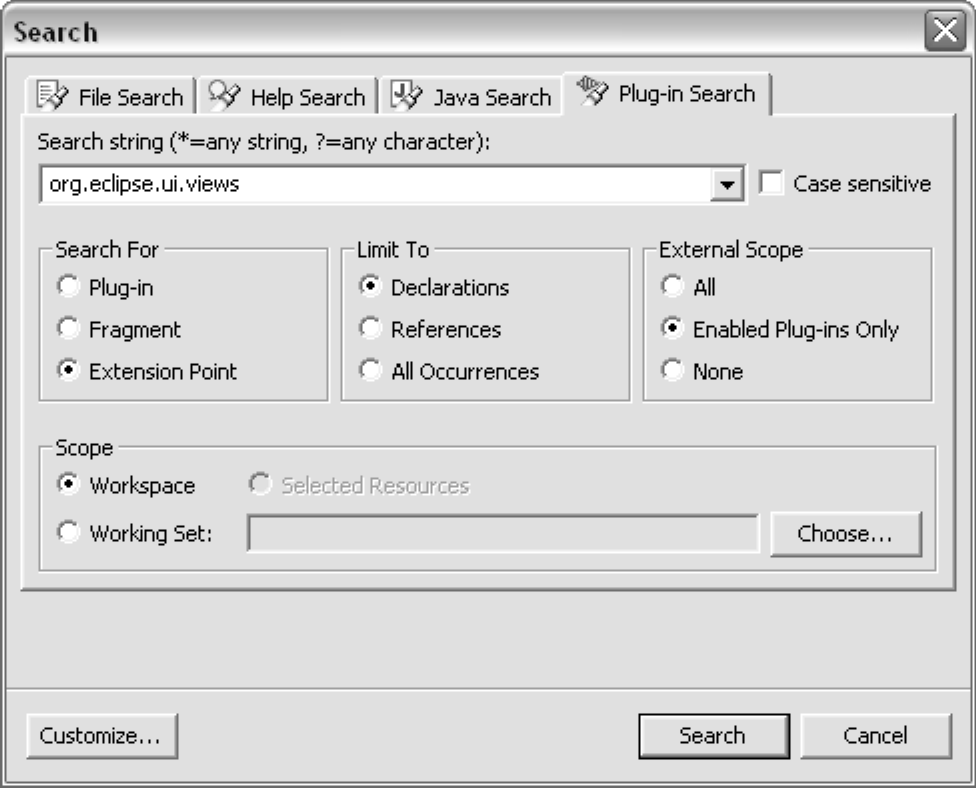 Search
File Search Help Search Java Search Plug-in Search
Search string (*=any string, ?=any character):
org.eclipse.ui.views Case sensitive
Search For Limit To External Scope
Plug-in Declarations All
Fragment References Enabled Plug-ins Only
Extension Point All Occurrences None
Scope
Workspace Selected Resources
Working Set: Choose...
Customize... Search Cancel